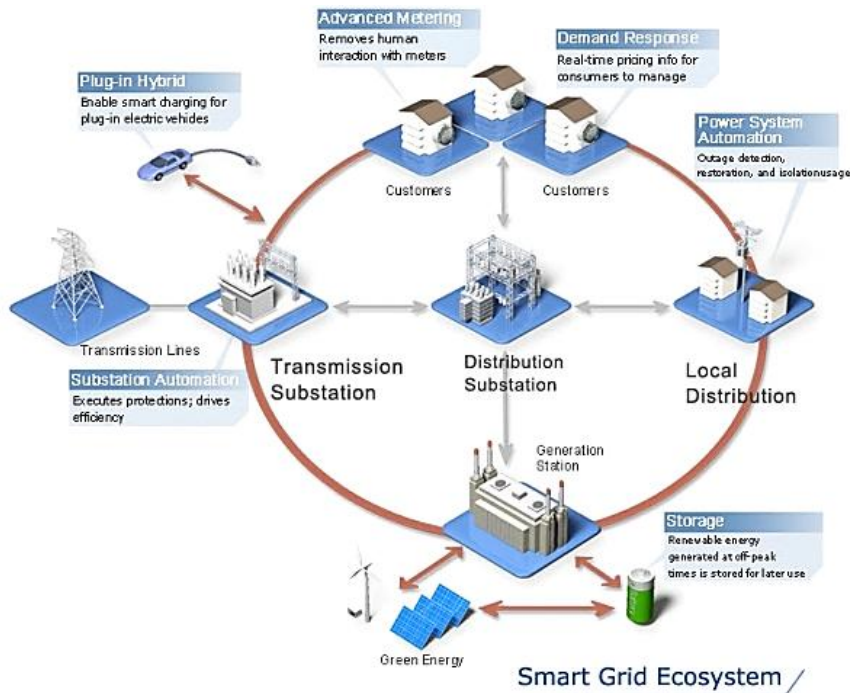 Advanced Metering
Removes human
interaction with meters
Demand Response
Real-time pricing info for
consumers to manage
Plug-in Hybrid
Enable smart charging for
plug-in electric vehicles
Power System
Automation
Outage detection,
restoration, and isolationusage
Customers
Customers
Transmission Lines
Substation Automation
Executes protections; drives
efficiency
Transmission
Substation
Distribution
Substation
Local
Distribution
Generation
Station
Storage
Renewable energy
generated at off-peak
times is stored for later use
Green Energy
Smart Grid Ecosystem